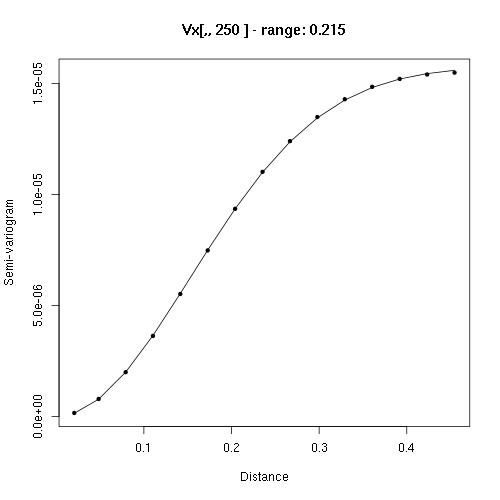 Vx[,, 250 ] - range: 0.215
Semi-variogram
1.5e-05
1.0e-05
5.0e-06
0.0e+00
0.1 0.2 0.3 0.4
Distance